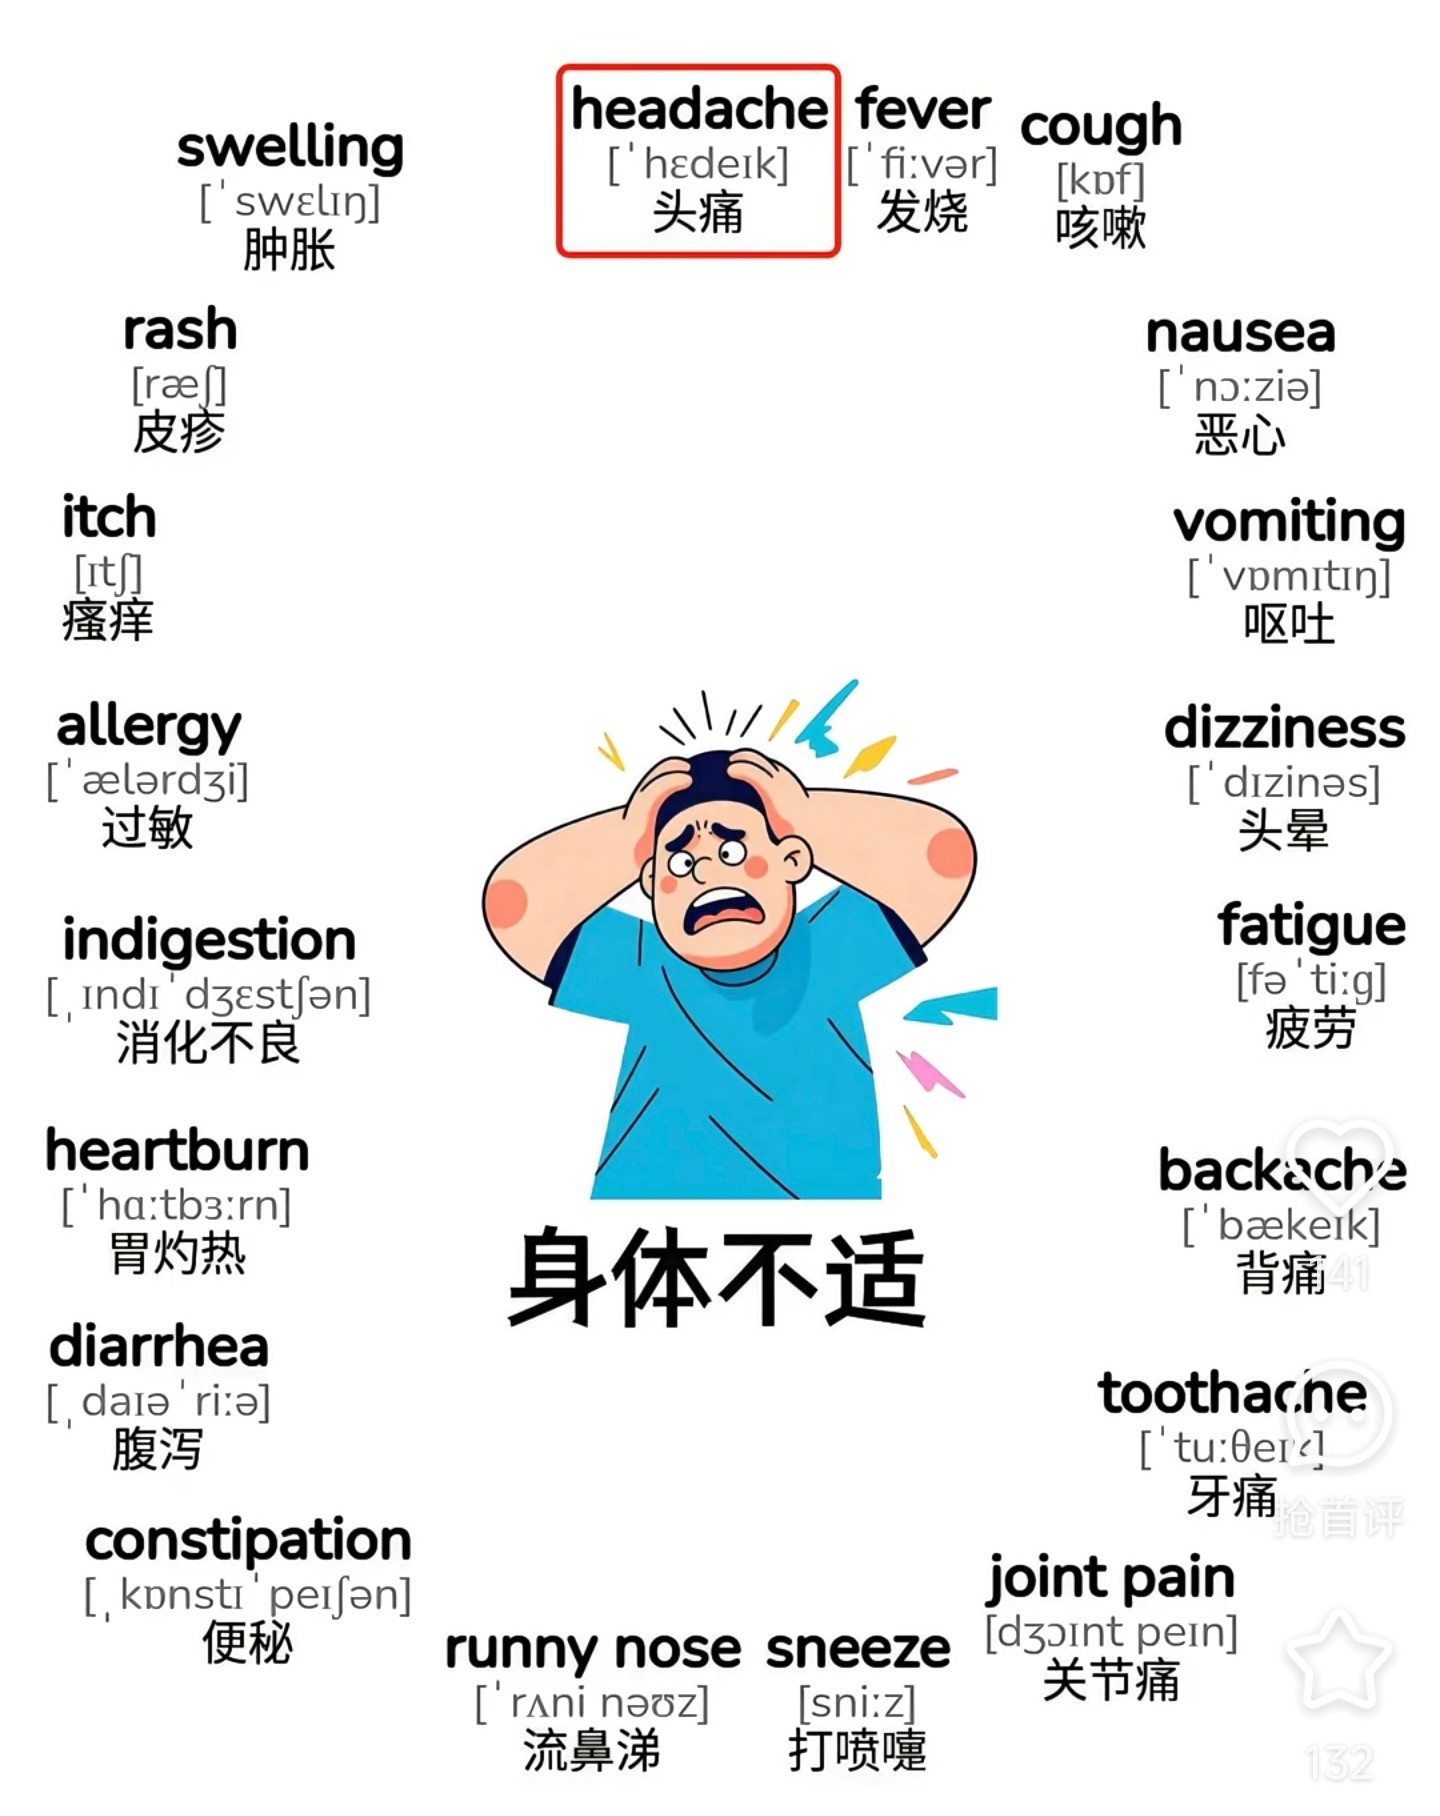 headache
[ˈhɛdeɪk]
头痛
fever
[ˈfiːvər]
发烧
cough
[kɒf]
咳嗽
nausea
[ˈnɔːziə]
恶心
vomiting
[ˈvɒmɪtɪŋ]
呕吐
dizziness
[ˈdɪzinəs]
头晕
fatigue
[fəˈtiːɡ]
疲劳
backache
[ˈbækeɪk]
背痛
141
toothache
[ˈtuːθeɪk]
牙痛
抢首评
joint pain
[dʒɔɪnt peɪn]
关节痛
132
sneeze
[sniːz]
打喷嚏
runny nose
[ˈrʌni nəʊz]
流鼻涕
constipation
[ˌkɒnstɪˈpeɪʃən]
便秘
diarrhea
[ˌdaɪəˈriːə]
腹泻
heartburn
[ˈhɑːtbɜːrn]
胃灼热
indigestion
[ˌɪndɪˈdʒɛstʃən]
消化不良
allergy
[ˈælərdʒi]
过敏
itch
[ɪtʃ]
瘙痒
rash
[ræʃ]
皮疹
swelling
[ˈswɛlɪŋ]
肿胀
身体不适